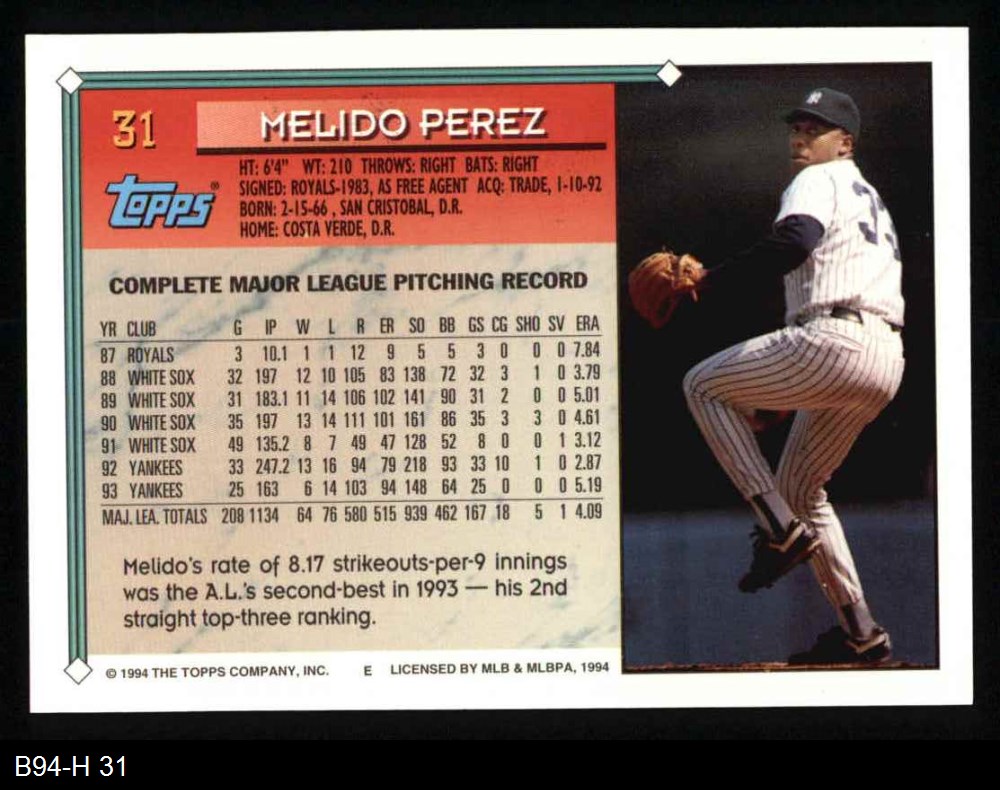 31
MELIDO PEREZ
TOPPS®
HT: 6'4" WT: 210 THROWS: RIGHT BATS: RIGHT
SIGNED: ROYALS-1983, AS FREE AGENT ACQ: TRADE, 1-10-92
BORN: 2-15-66 , SAN CRISTOBAL, D.R.
HOME: COSTA VERDE, D.R.
COMPLETE MAJOR LEAGUE PITCHING RECORD
YR CLUB G IP W L R ER SO BB GS CG SHO SV ERA
87 ROYALS 3 10.1 1 1 12 9 5 5 3 0 0 0 7.84
88 WHITE SOX 32 197 12 10 105 83 138 72 32 3 1 0 3.79
89 WHITE SOX 31 183.1 11 14 106 102 141 90 31 2 0 0 5.01
90 WHITE SOX 35 197 13 14 111 101 161 86 35 3 3 0 4.61
91 WHITE SOX 49 135.2 8 7 49 47 128 52 8 0 0 1 3.12
92 YANKEES 33 247.2 13 16 94 79 218 93 33 10 1 0 2.87
93 YANKEES 25 163 6 14 103 94 148 64 25 0 0 0 5.19
MAJ. LEA. TOTALS 208 1134 64 76 580 515 939 462 167 18 5 1 4.09
Melido's rate of 8.17 strikeouts-per-9 innings
was the A.L.'s second-best in 1993 — his 2nd
straight top-three ranking.
© 1994 THE TOPPS COMPANY, INC. E LICENSED BY MLB & MLBPA, 1994
B94-H 31